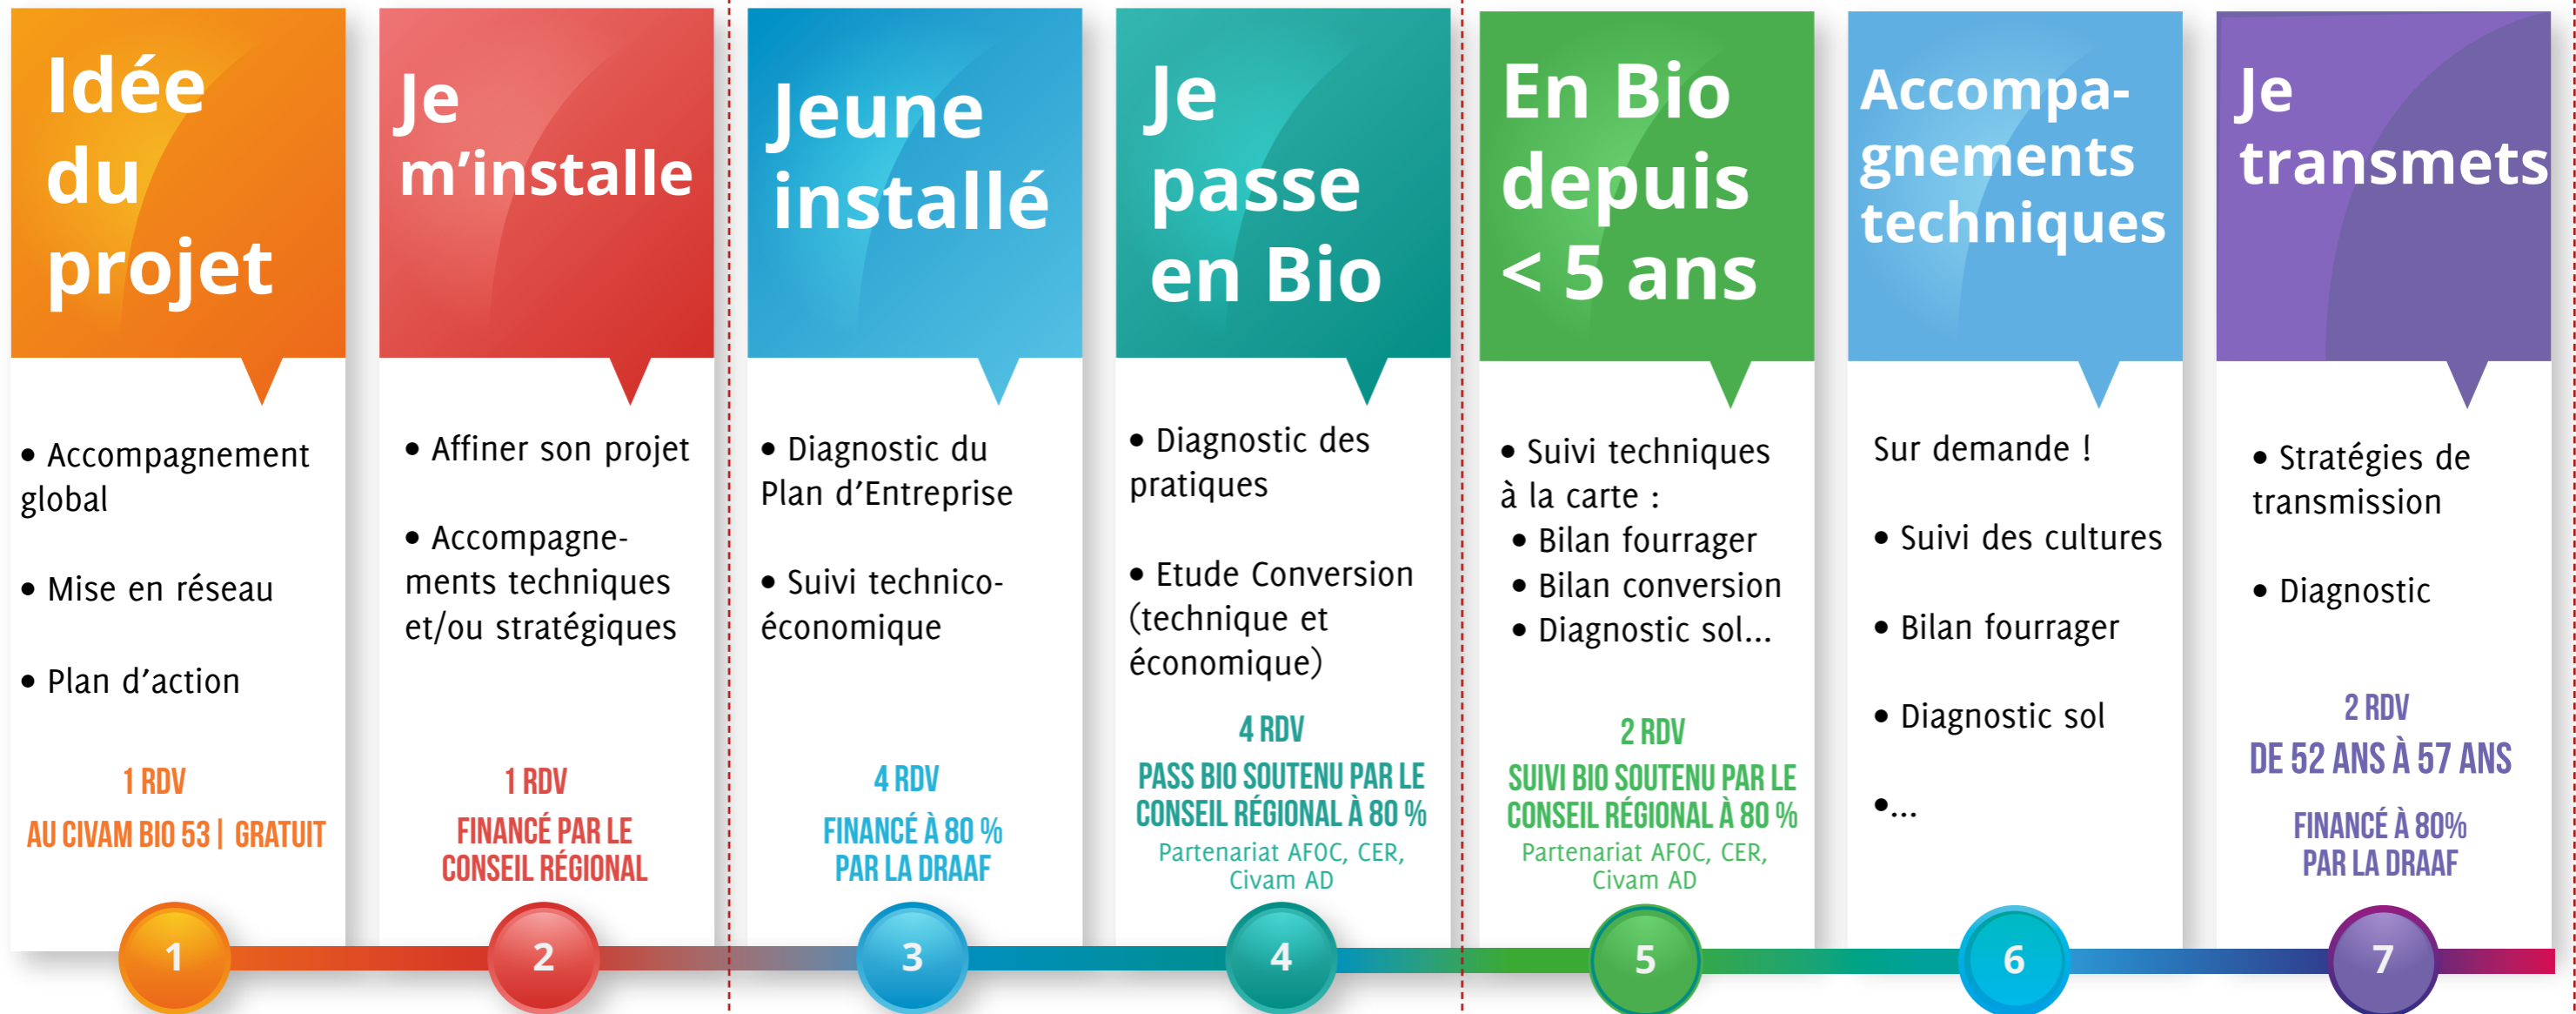 Idée
du
projet
• Accompagnement
global
• Mise en réseau
• Plan d’action
1 RDV
AU CIVAM BIO 53 | GRATUIT
1
Je
m’installe
• Affiner son projet
• Accompagne-
ments techniques
et/ou stratégiques
1 RDV
FINANCÉ PAR LE
CONSEIL RÉGIONAL
2
Jeune
installé
• Diagnostic du
Plan d’Entreprise
• Suivi technico-
économique
4 RDV
FINANCÉ À 80 %
PAR LA DRAAF
3
Je
passe
en Bio
• Diagnostic des
pratiques
• Etude Conversion
(technique et
économique)
4 RDV
PASS BIO SOUTENU PAR LE
CONSEIL RÉGIONAL À 80 %
Partenariat AFOC, CER,
Civam AD
4
En Bio
depuis
< 5 ans
• Suivi techniques
à la carte :
• Bilan fourrager
• Bilan conversion
• Diagnostic sol...
2 RDV
SUIVI BIO SOUTENU PAR LE
CONSEIL RÉGIONAL À 80 %
Partenariat AFOC, CER,
Civam AD
5
Accompa-
gnements
techniques
Sur demande !
• Suivi des cultures
• Bilan fourrager
• Diagnostic sol
•...
6
Je
transmets
• Stratégies de
transmission
• Diagnostic
2 RDV
DE 52 ANS À 57 ANS
FINANCÉ À 80%
PAR LA DRAAF
7